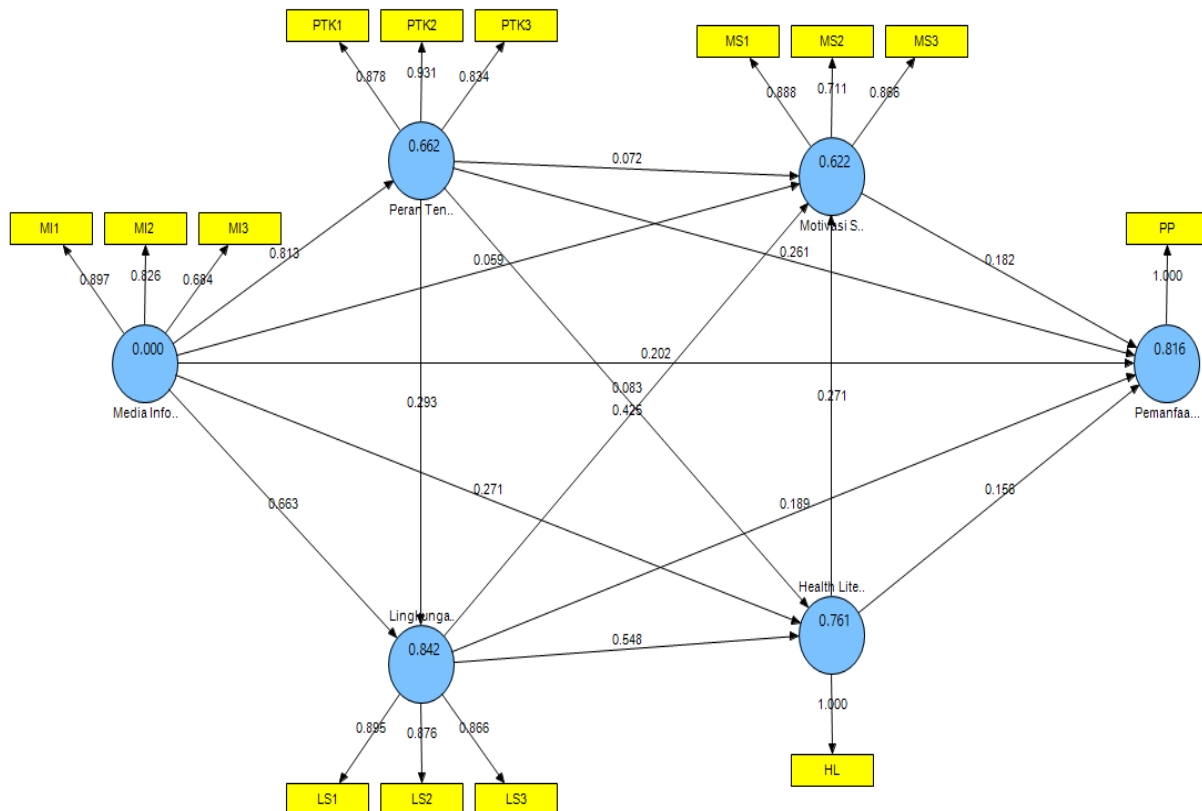 PTK1
PTK2
PTK3
MS1
MS2
MS3
0.878
0.931
0.834
0.888
0.711
0.866
0.662
0.622
Peran Ten..
Motivasi S..
0.072
MI1
MI2
MI3
PP
0.897
0.826
0.684
0.813
0.059
0.261
0.182
1.000
0.000
0.202
0.816
Media Info..
Pemanfaa...
0.293
0.083
0.425
0.271
0.271
0.663
0.189
0.156
Lingkunga..
Health Lite..
0.842
0.548
0.761
0.895
0.876
0.866
1.000
LS1
LS2
LS3
HL